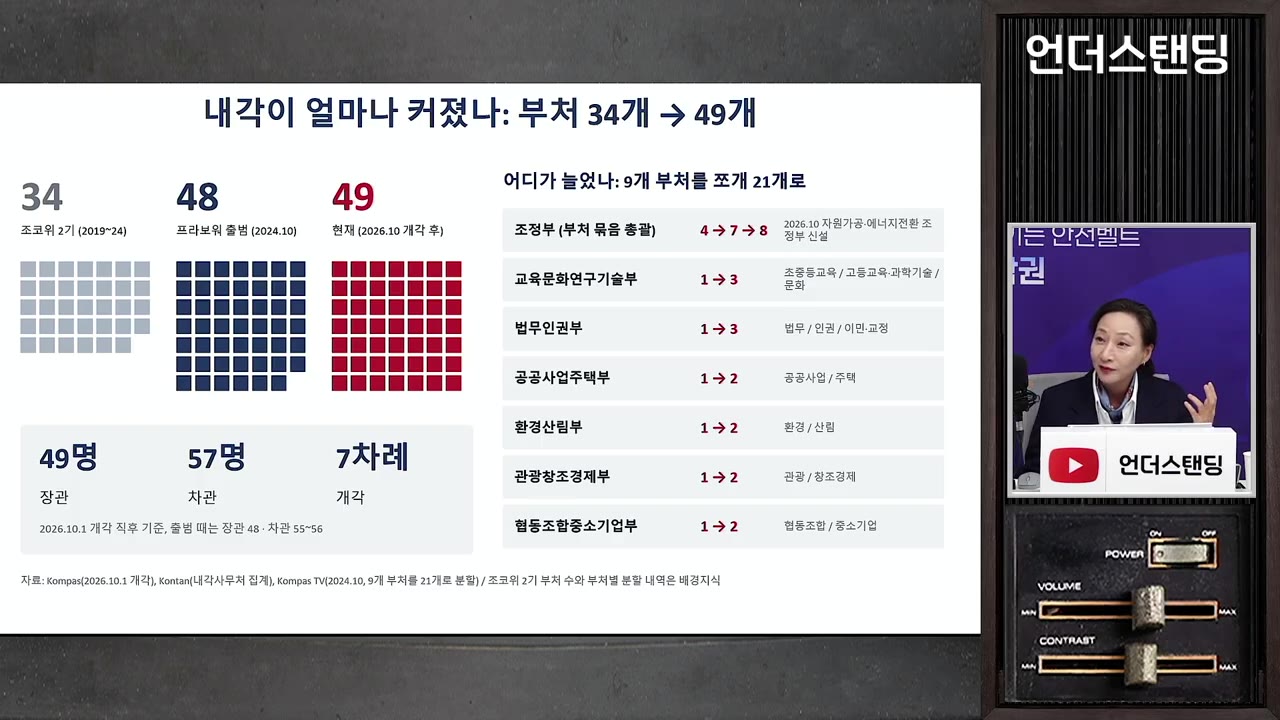 언더스탠딩
내각이 얼마나 커졌나: 부처 34개 → 49개
34
조코위 2기 (2019~24)
48
프라보워 출범 (2024.10)
49
현재 (2026.10 개각 후)
49명
장관
57명
차관
7차례
개각
2026.10.1 개각 직후 기준, 출범 때는 장관 48 · 차관 55~56
어디가 늘었나: 9개 부처를 쪼개 21개로
조정부 (부처 묶음 총괄) 4 → 7 → 8 2026.10 자원가공·에너지전환 조
정부 신설
교육문화연구기술부 1 → 3 초중등교육 / 고등교육·과학기술 /
문화
법무인권부 1 → 3 법무 / 인권 / 이민·교정
공공사업주택부 1 → 2 공공사업 / 주택
환경산림부 1 → 2 환경 / 산림
관광창조경제부 1 → 2 관광 / 창조경제
협동조합중소기업부 1 → 2 협동조합 / 중소기업
자료: Kompas(2026.10.1 개각), Kontan(내각사무처 집계), Kompas TV(2024.10, 9개 부처를 21개로 분할) / 조코위 2기 부처 수와 부처별 분할 내역은 배경지식
안전벨트
권
언더스탠딩
ON OFF
POWER
VOLUME
MIN MAX
CONTRAST
MIN MAX